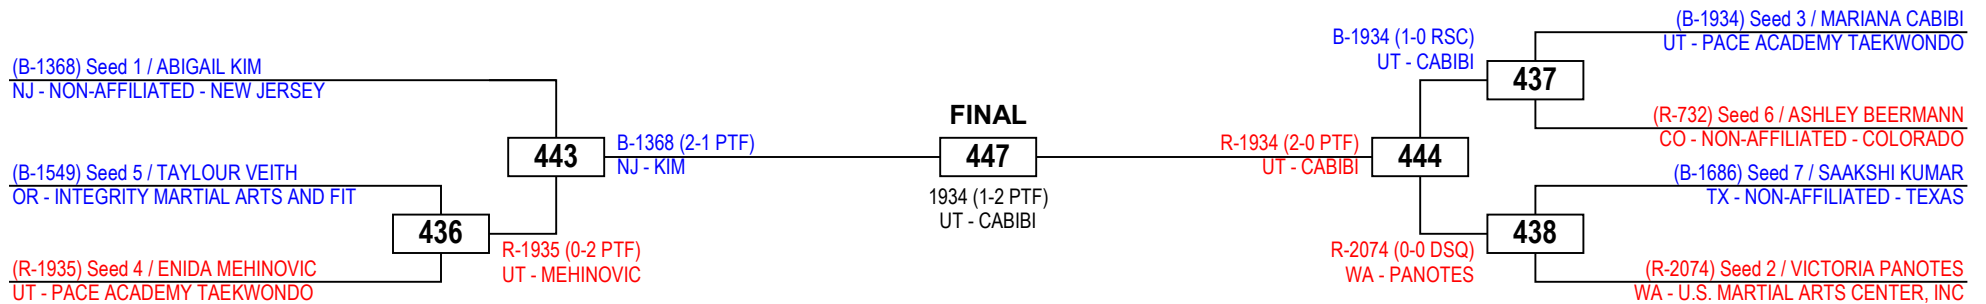 (B-1368) Seed 1 / ABIGAIL KIM
NJ - NON-AFFILIATED - NEW JERSEY
(B-1549) Seed 5 / TAYLOUR VEITH
OR - INTEGRITY MARTIAL ARTS AND FIT
436
(R-1935) Seed 4 / ENIDA MEHINOVIC
UT - PACE ACADEMY TAEKWONDO
R-1935 (0-2 PTF)
UT - MEHINOVIC
443
B-1368 (2-1 PTF)
NJ - KIM
FINAL
447
1934 (1-2 PTF)
UT - CABIBI
R-1934 (2-0 PTF)
UT - CABIBI
444
B-1934 (1-0 RSC)
UT - CABIBI
437
(B-1934) Seed 3 / MARIANA CABIBI
UT - PACE ACADEMY TAEKWONDO
(R-732) Seed 6 / ASHLEY BEERMANN
CO - NON-AFFILIATED - COLORADO
(B-1686) Seed 7 / SAAKSHI KUMAR
TX - NON-AFFILIATED - TEXAS
438
R-2074 (0-0 DSQ)
WA - PANOTES
(R-2074) Seed 2 / VICTORIA PANOTES
WA - U.S. MARTIAL ARTS CENTER, INC